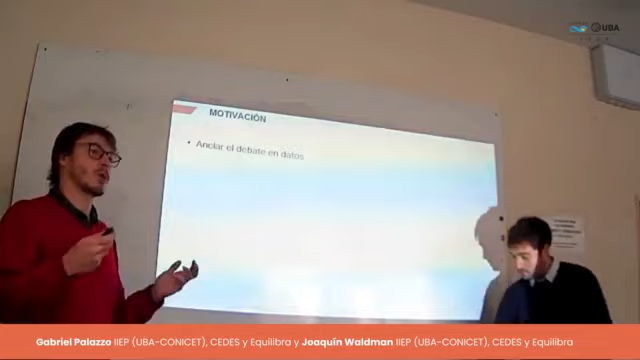 UBA
MOTIVACIÓN
• Anclar el debate en datos
Gabriel Palazzo IIEP (UBA-CONICET), CEDES y Equilibra y Joaquín Waldman IIEP (UBA-CONICET), CEDES y Equilibra